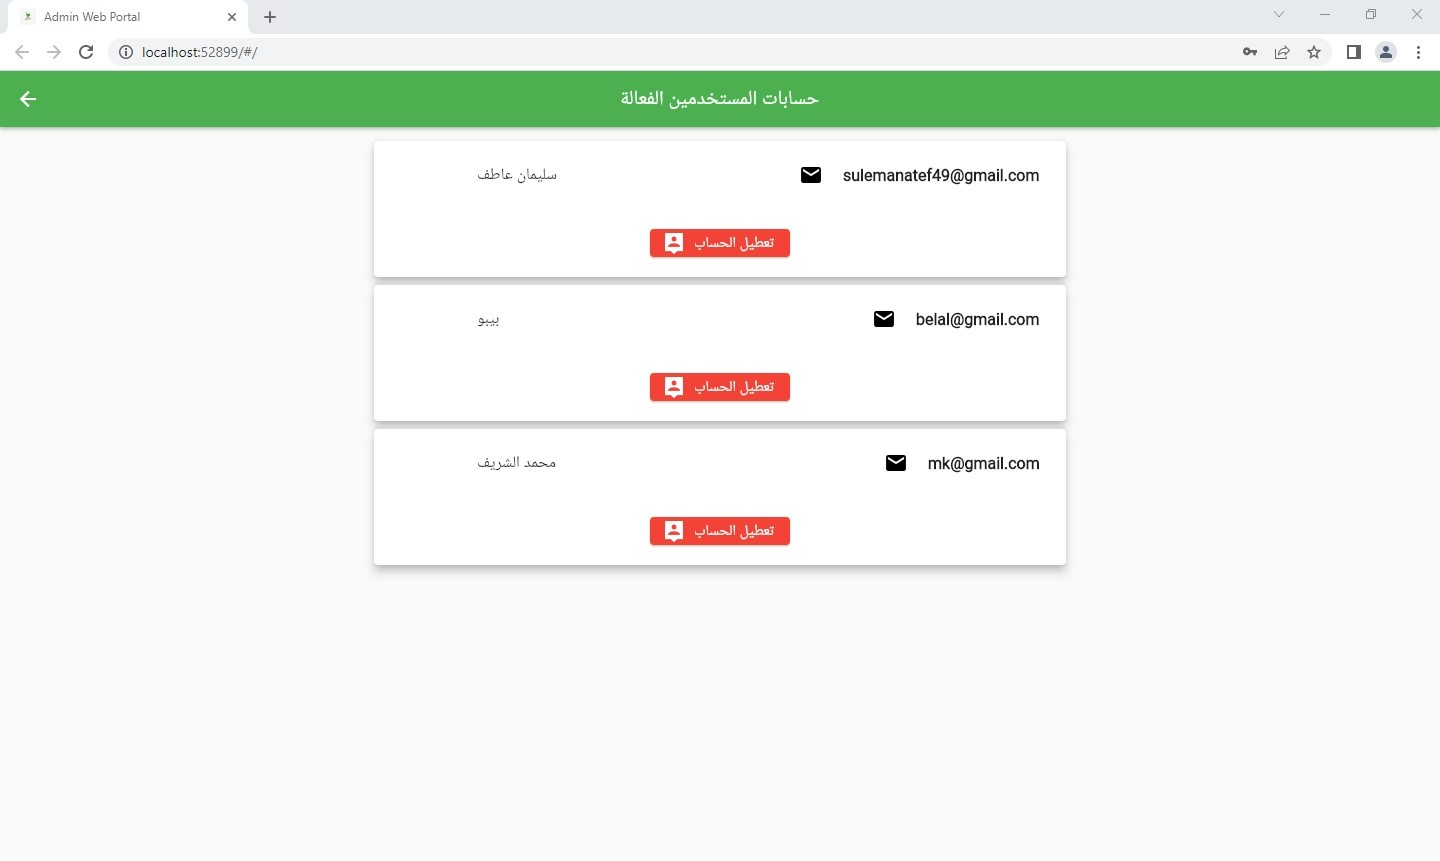 Admin Web Portal
localhost:52899/#/
حسابات المستخدمين الفعالة
sulemanatef49@gmail.com
سليمان عاطف
تعطيل الحساب
belal@gmail.com
بيبو
تعطيل الحساب
mk@gmail.com
محمد الشريف
تعطيل الحساب